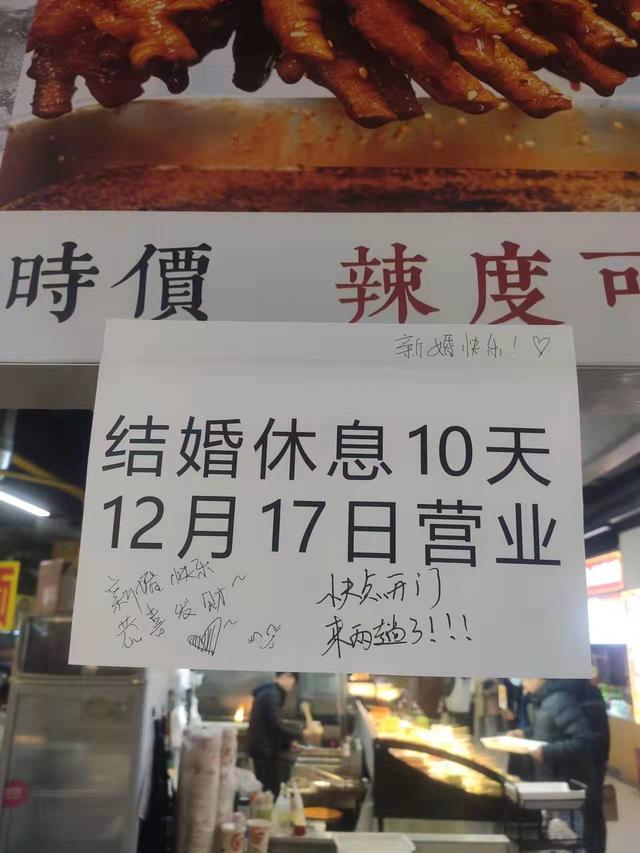 時價 辣度可
新婚快乐！♡
结婚休息10天
12月17日营业
新婚快乐
恭喜发财~
快点开门
来两趟了!!!